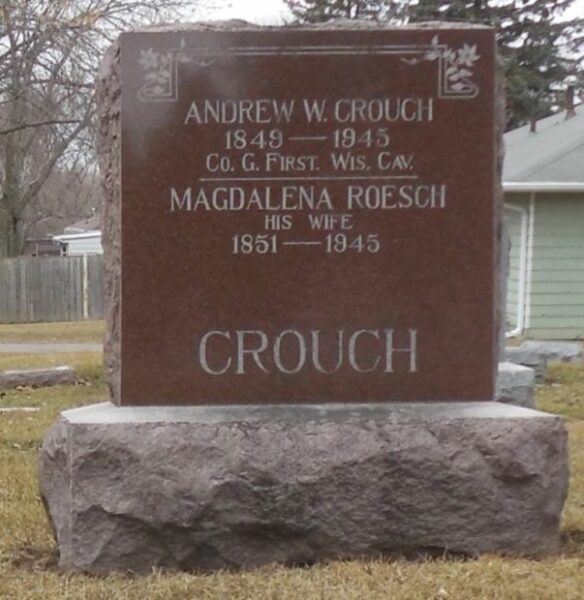 ANDREW W. CROUCH
1849 — 1945
CO. G. FIRST. WIS. CAV.
MAGDALENA ROESCH
HIS WIFE
1851 — 1945
CROUCH